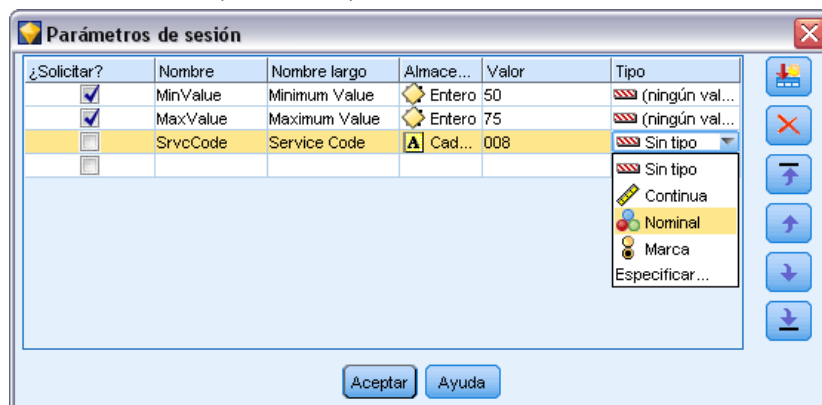 Parámetros de sesión
¿Solicitar? Nombre Nombre largo Almace... Valor Tipo
MinValue Minimum Value Entero 50 (ningún val...
MaxValue Maximum Value Entero 75 (ningún val...
SrvcCode Service Code A Cad... 008 Sin tipo
Sin tipo
Continua
Nominal
Marca
Especificar...
Aceptar Ayuda